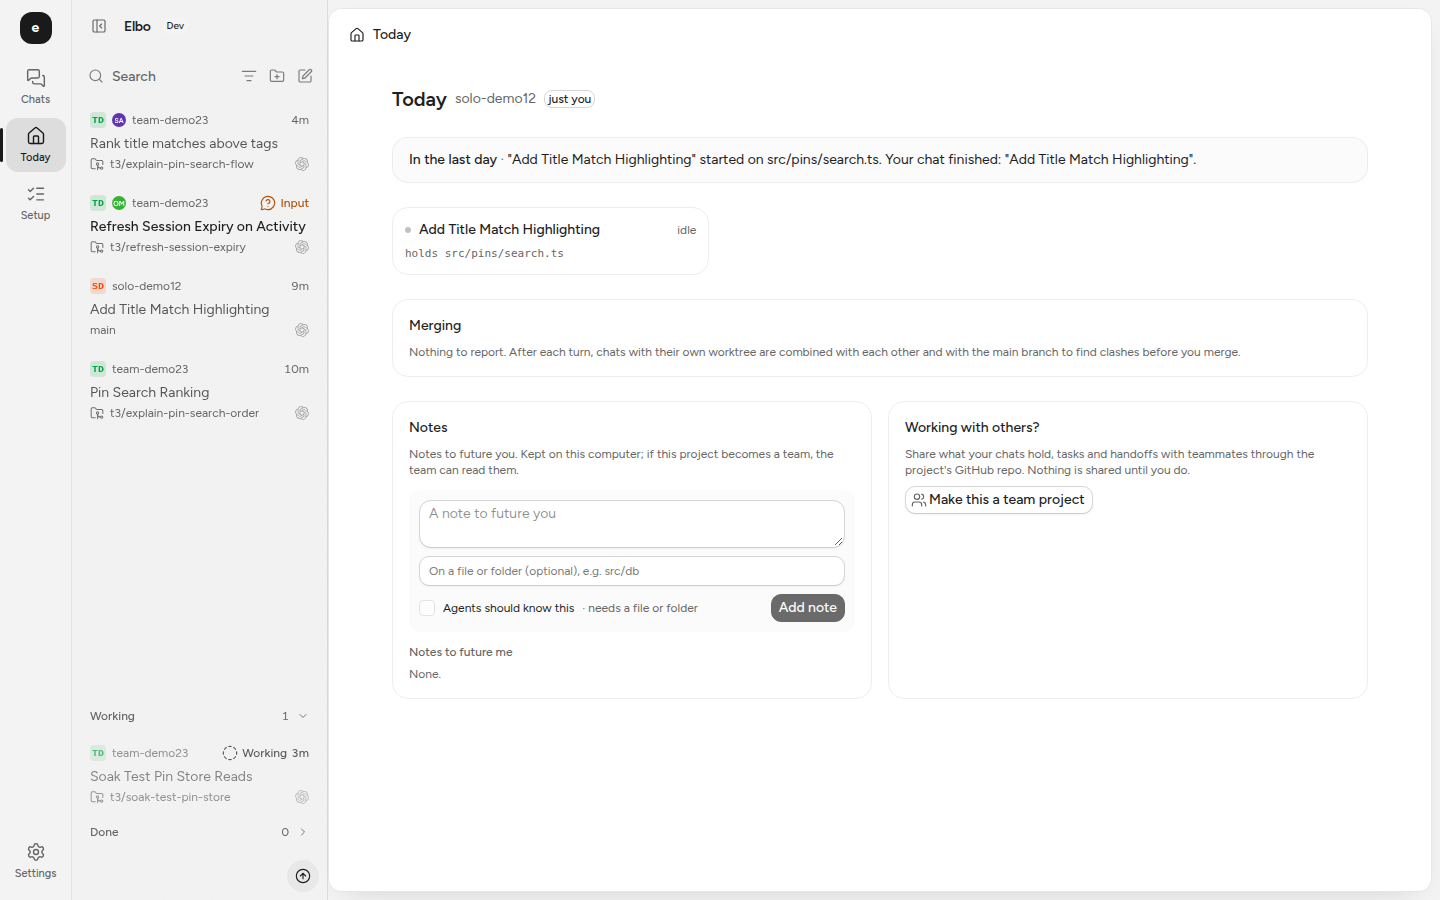 e
Chats
Today
Setup
Settings
Elbo Dev
Search
TD SA team-demo23 4m
Rank title matches above tags
t3/explain-pin-search-flow
TD OM team-demo23 Input
Refresh Session Expiry on Activity
t3/refresh-session-expiry
SD solo-demo12 9m
Add Title Match Highlighting
main
TD team-demo23 10m
Pin Search Ranking
t3/explain-pin-search-order
Working 1
TD team-demo23 Working 3m
Soak Test Pin Store Reads
t3/soak-test-pin-store
Done 0
Today
Today solo-demo12 just you
In the last day · "Add Title Match Highlighting" started on src/pins/search.ts. Your chat finished: "Add Title Match Highlighting".
Add Title Match Highlighting idle
holds src/pins/search.ts
Merging
Nothing to report. After each turn, chats with their own worktree are combined with each other and with the main branch to find clashes before you merge.
Notes
Notes to future you. Kept on this computer; if this project becomes a team, the
team can read them.
A note to future you
On a file or folder (optional), e.g. src/db
Agents should know this · needs a file or folder Add note
Notes to future me
None.
Working with others?
Share what your chats hold, tasks and handoffs with teammates through the
project's GitHub repo. Nothing is shared until you do.
Make this a team project